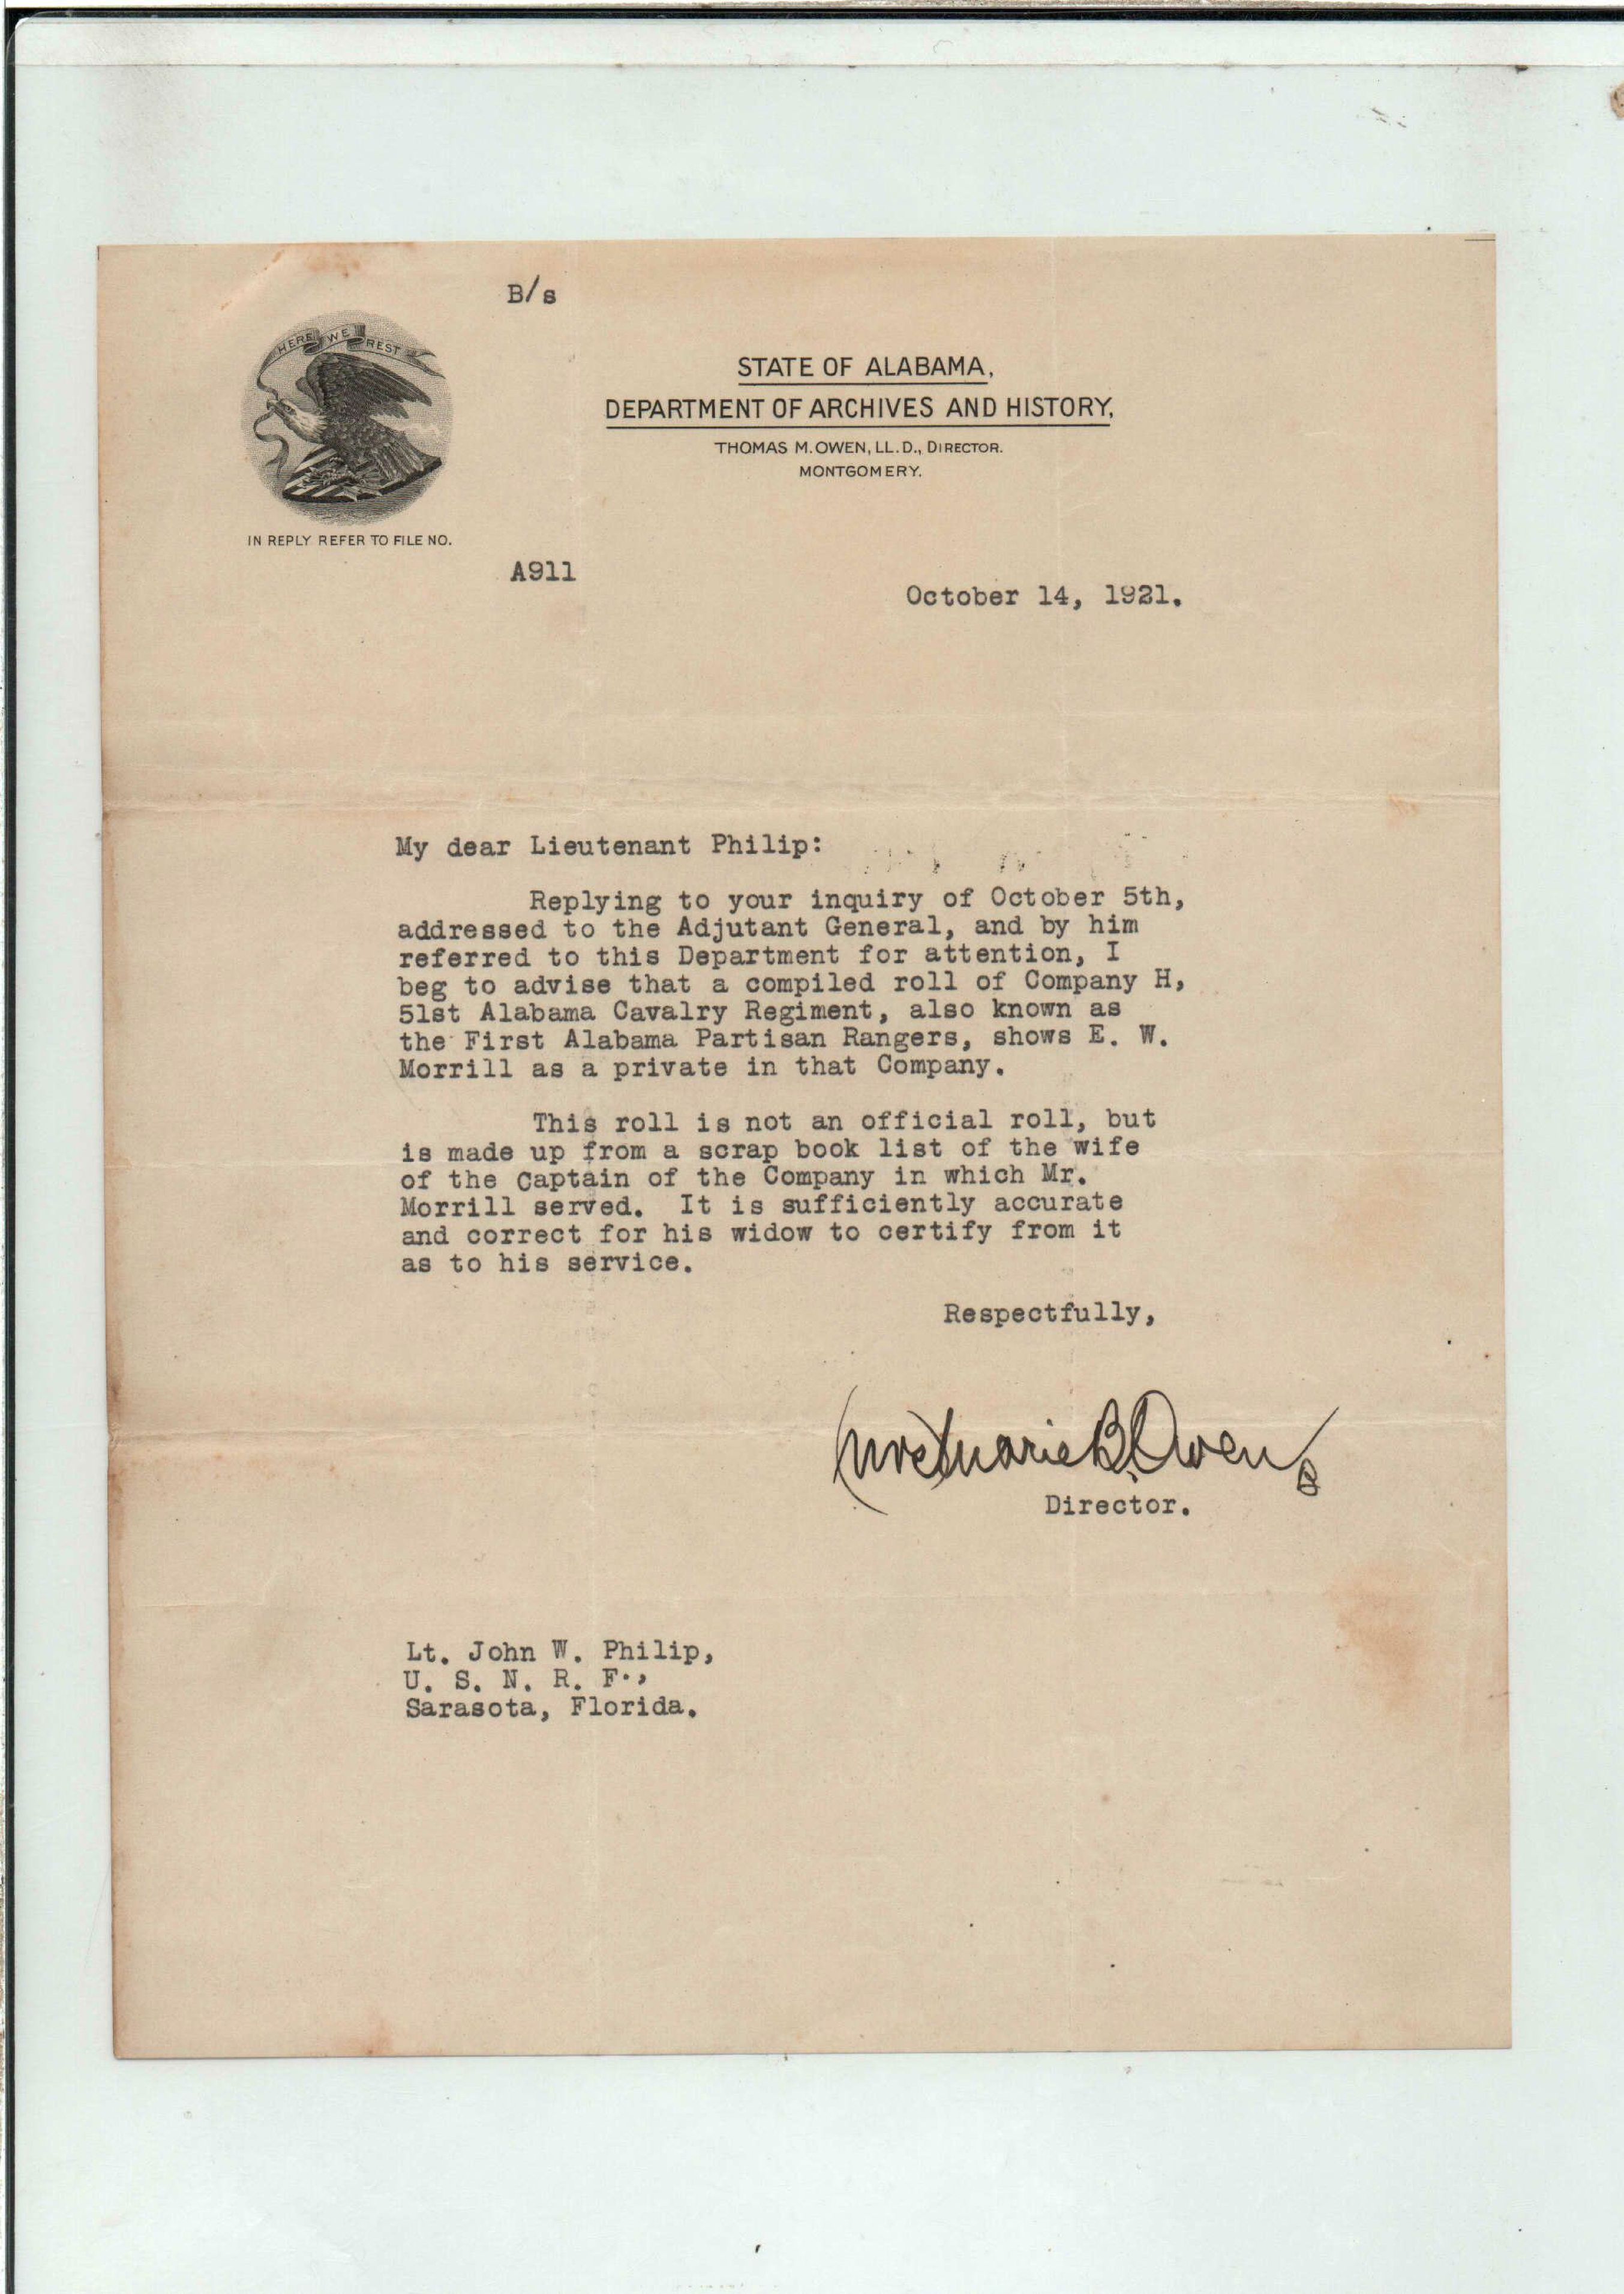 B/s
HERE WE REST
STATE OF ALABAMA,
DEPARTMENT OF ARCHIVES AND HISTORY,
THOMAS M. OWEN, LL. D., DIRECTOR.
MONTGOMERY.
IN REPLY REFER TO FILE NO.
A911
October 14, 1921.
My dear Lieutenant Philip:
Replying to your inquiry of October 5th,
addressed to the Adjutant General, and by him
referred to this Department for attention, I
beg to advise that a compiled roll of Company H,
51st Alabama Cavalry Regiment, also known as
the First Alabama Partisan Rangers, shows E. W.
Morrill as a private in that Company.
This roll is not an official roll, but
is made up from a scrap book list of the wife
of the Captain of the Company in which Mr.
Morrill served. It is sufficiently accurate
and correct for his widow to certify from it
as to his service.
Respectfully,
(Mrs) Marie B. Owen
Director.
Lt. John W. Philip,
U. S. N. R. F.,
Sarasota, Florida.